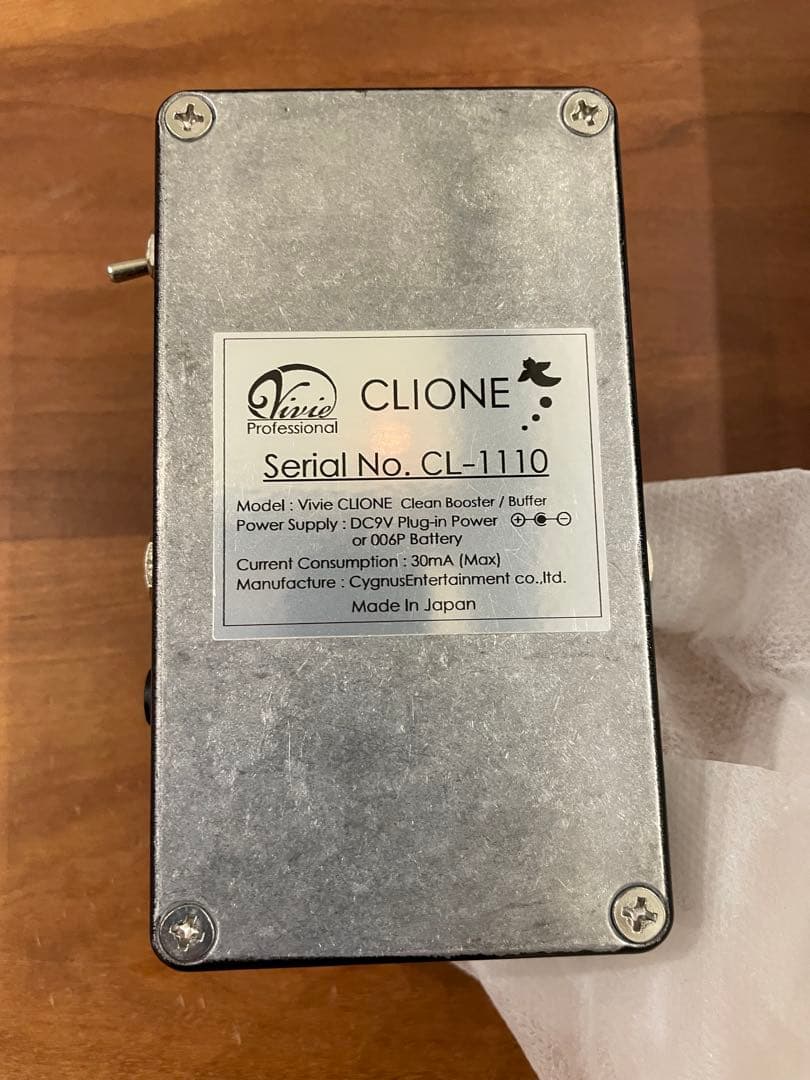 Vivie
Professional
CLIONE
Serial No. CL-1110
Model : Vivie CLIONE Clean Booster / Buffer
Power Supply : DC9V Plug-in Power
or 006P Battery
Current Consumption : 30mA (Max)
Manufacture : CygnusEntertainment co.,ltd.
Made In Japan